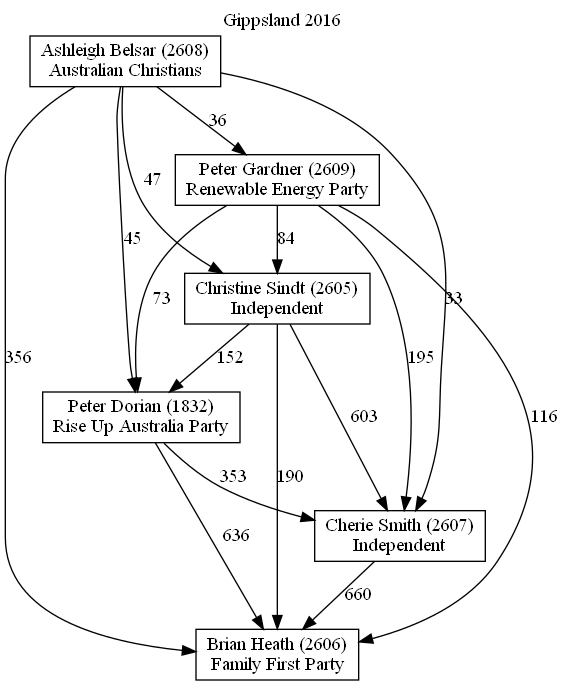 Gippsland 2016
Ashleigh Belsar (2608)
Australian Christians
36
Peter Gardner (2609)
Renewable Energy Party
47
45
73
84
33
Christine Sindt (2605)
Independent
356
152
195
Peter Dorian (1832)
Rise Up Australia Party
603
116
353
190
636
Cherie Smith (2607)
Independent
660
Brian Heath (2606)
Family First Party